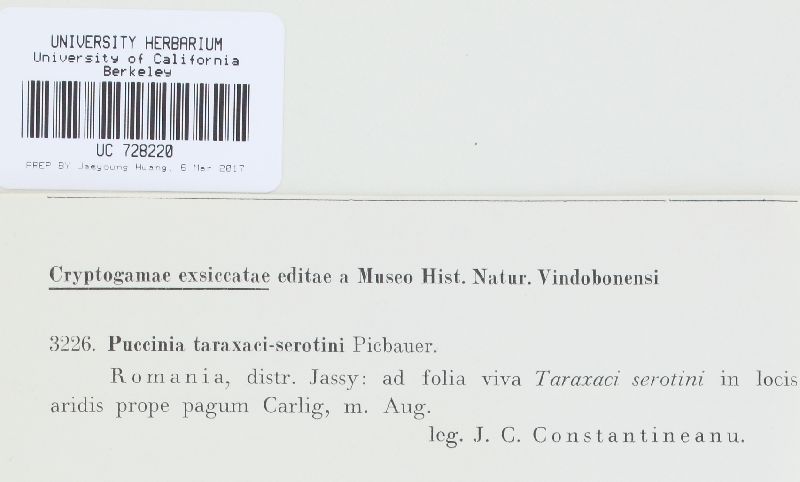 UNIVERSITY HERBARIUM
University of California
Berkeley
UC 728220
PREP BY Jaeyoung Huang, 6 Mar 2017
Cryptogamae exsiccatae editae a Museo Hist. Natur. Vindobonensi
3226. Puccinia taraxaci-serotini Picbauer.
Romania, distr. Jassy: ad folia viva Taraxaci serotini in locis
aridis prope pagum Carlig, m. Aug.
leg. J. C. Constantineanu.